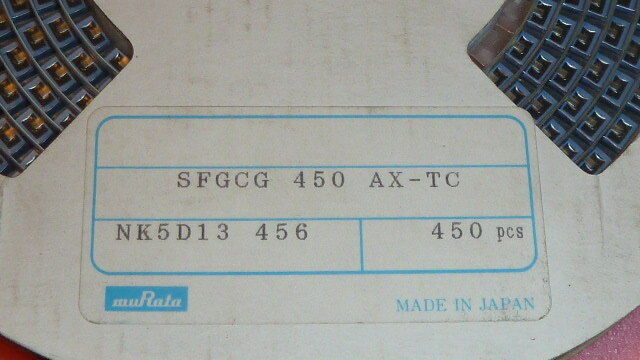 SFGCG 450 AX-TC
NK5D13 456 450 pcs
muRata MADE IN JAPAN